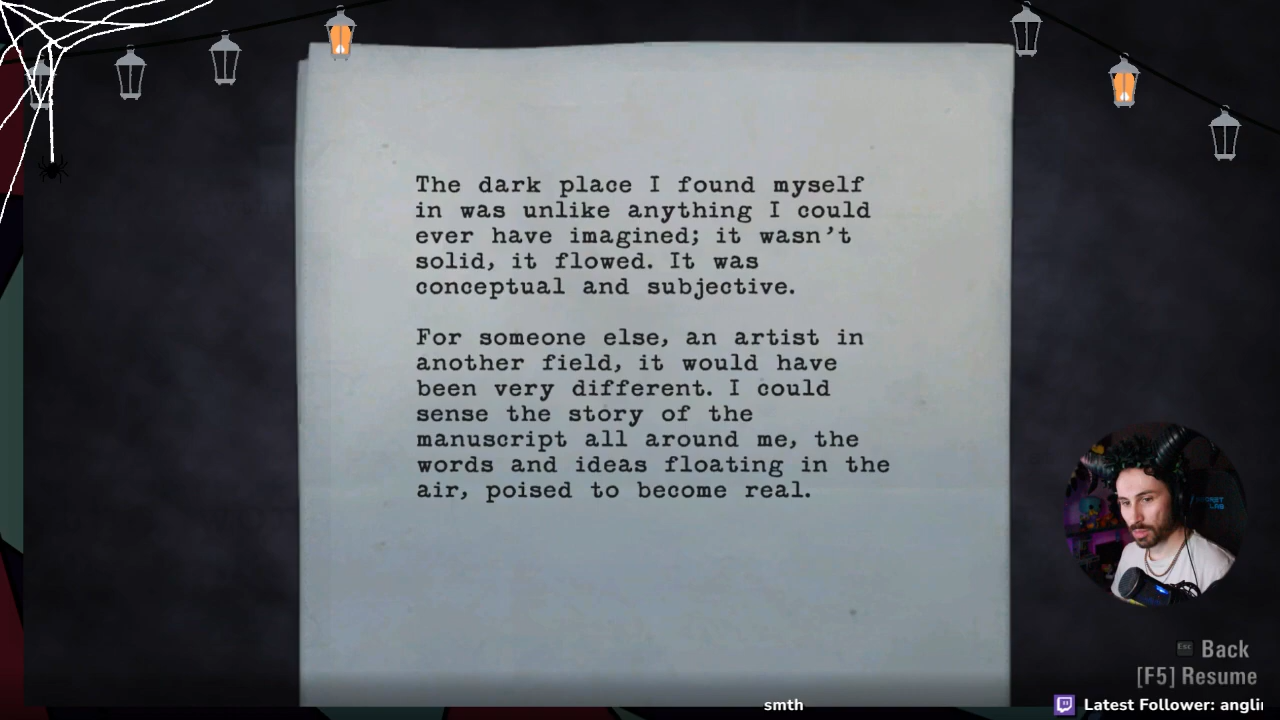 The dark place I found myself
in was unlike anything I could
ever have imagined; it wasn't
solid, it flowed. It was
conceptual and subjective.
For someone else, an artist in
another field, it would have
been very different. I could
sense the story of the
manuscript all around me, the
words and ideas floating in the
air, poised to become real.
Esc Back
[F5] Resume
smth
Latest Follower: angli